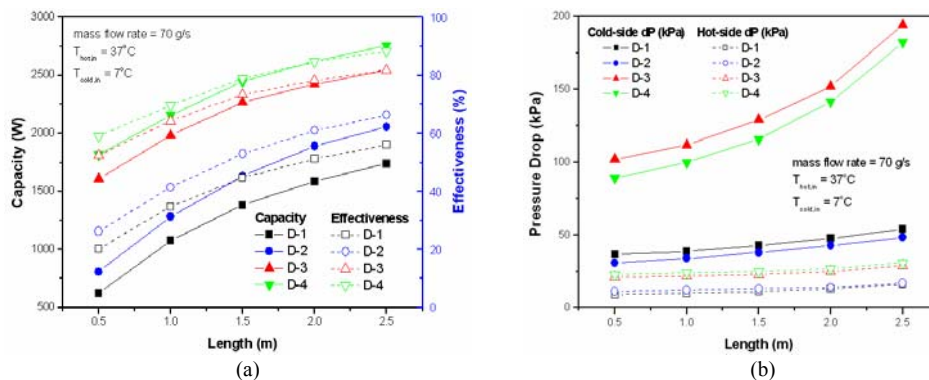 3000
2500
2000
1500
1000
500
Capacity (W)
mass flow rate = 70 g/s
T hot,in = 37°C
T cold,in = 7°C
Capacity Effectiveness
D-1 D-1
D-2 D-2
D-3 D-3
D-4 D-4
100
80
60
40
20
0
Effectiveness (%)
0.5 1.0 1.5 2.0 2.5
Length (m)
(a)
200
150
100
50
0
Pressure Drop (kPa)
Cold-side dP (kPa) Hot-side dP (kPa)
D-1 D-1
D-2 D-2
D-3 D-3
D-4 D-4
mass flow rate = 70 g/s
T hot,in = 37°C
T cold,in = 7°C
0.5 1.0 1.5 2.0 2.5
Length (m)
(b)